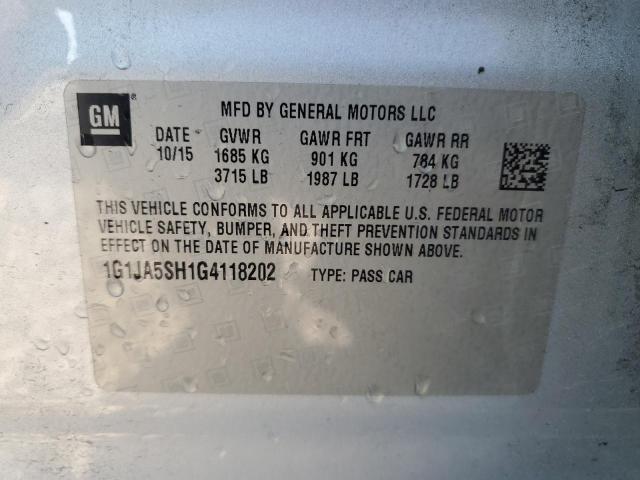 GM ®
MFD BY GENERAL MOTORS LLC
DATE GVWR GAWR FRT GAWR RR
10/15 1685 KG 901 KG 784 KG
3715 LB 1987 LB 1728 LB
THIS VEHICLE CONFORMS TO ALL APPLICABLE U.S. FEDERAL MOTOR
VEHICLE SAFETY, BUMPER, AND THEFT PREVENTION STANDARDS IN
EFFECT ON THE DATE OF MANUFACTURE SHOWN ABOVE.
1G1JA5SH1G4118202 TYPE: PASS CAR